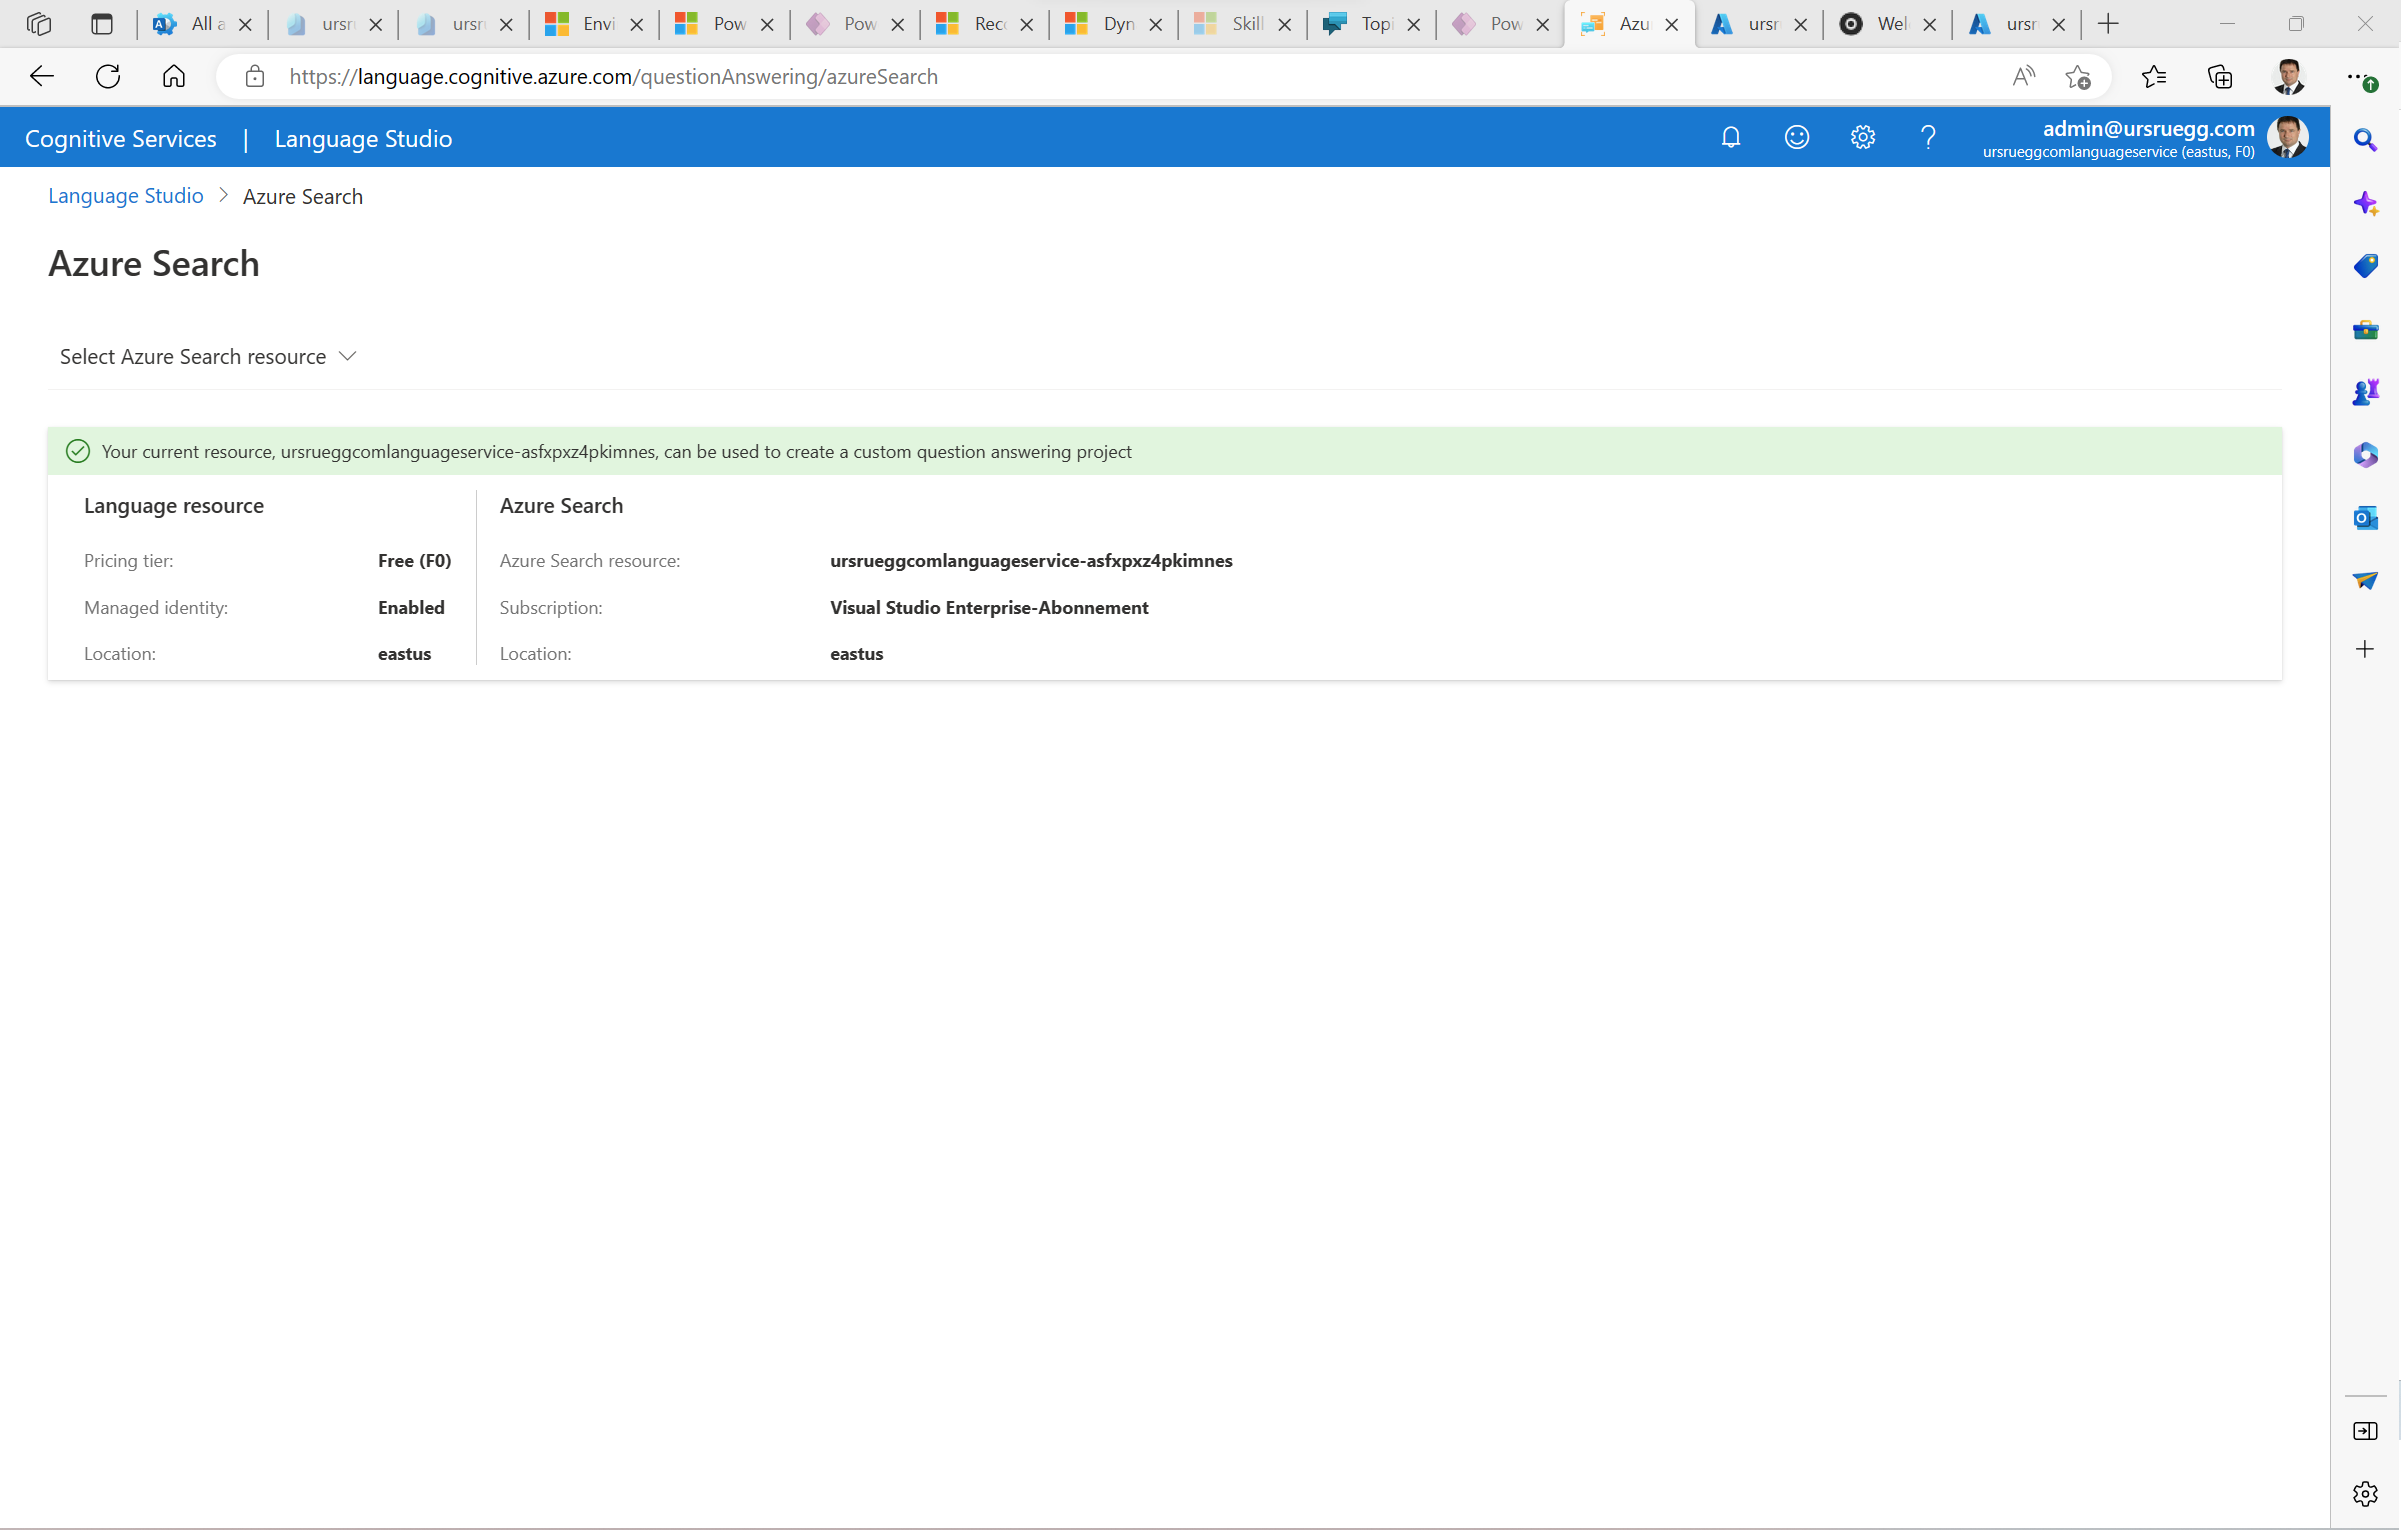 All a
ursru
ursru
Envi
Pow
Pow
Rec
Dyn
Skill
Topi
Pow
Azu
ursr
Wel
ursr
https://language.cognitive.azure.com/questionAnswering/azureSearch
Cognitive Services | Language Studio
admin@ursruegg.com
ursrueggcomlanguageservice (eastus, F0)
Language Studio > Azure Search
Azure Search
Select Azure Search resource
Your current resource, ursrueggcomlanguageservice-asfxpxz4pkimnes, can be used to create a custom question answering project
Language resource
Pricing tier: Free (F0)
Managed identity: Enabled
Location: eastus
Azure Search
Azure Search resource: ursrueggcomlanguageservice-asfxpxz4pkimnes
Subscription: Visual Studio Enterprise-Abonnement
Location: eastus